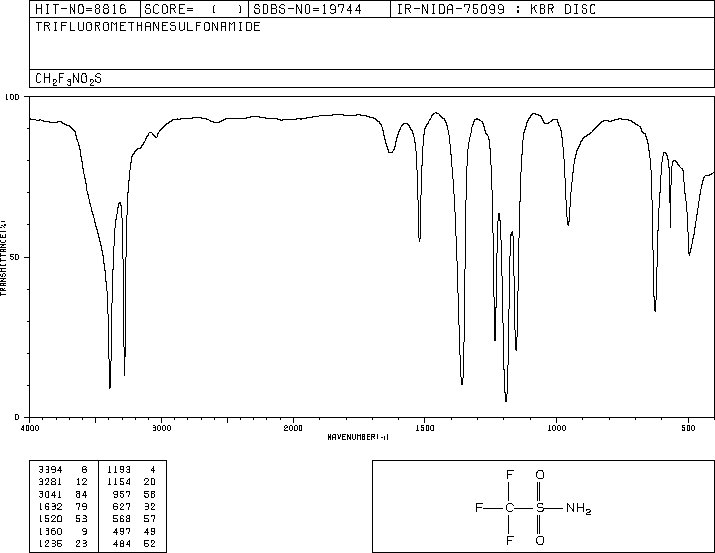 HIT-NO=8816 SCORE= ( ) SDBS-NO=19744 IR-NIDA-75099 : KBR DISC
TRIFLUOROMETHANESULFONAMIDE
CH2F3NO2S
100
TRANSMITTANCE(%)
50
0
4000 3000 2000 1500 1000 500
WAVENUMBER(-1)
3394 8 1193 4
3281 12 1154 20
3041 84 957 58
1632 79 627 32
1520 53 568 57
1360 9 497 49
1235 23 484 52
F O
F C S NH2
F O